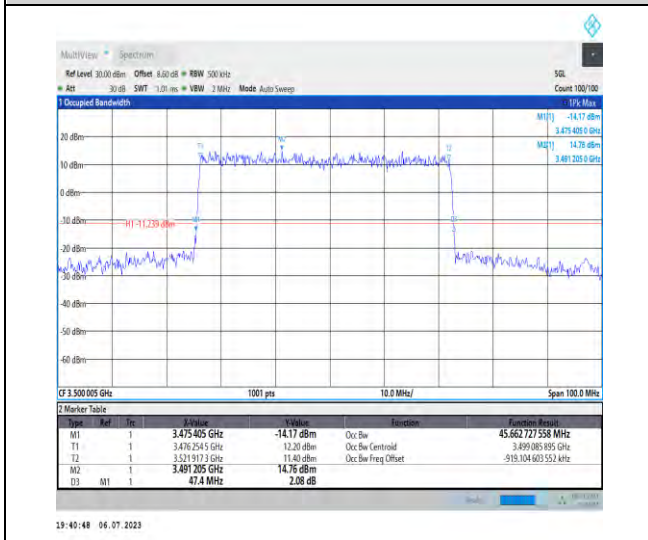 MultiView Spectrum
Ref Level 30.00 dBm Offset 8.60 dB RBW 500 kHz SGL
Att 30 dB SWT 1.01 ms VBW 2 MHz Mode Auto Sweep Count 100/100
1 Occupied Bandwidth 1Pk Max
M1[1] -14.17 dBm
3.475 405 0 GHz
M2[1] 14.76 dBm
3.491 205 0 GHz
20 dBm
T1 M2 T2
10 dBm
0 dBm
-10 dBm
H1 -11.239 dBm M1 D3
-20 dBm
-30 dBm
-40 dBm
-50 dBm
-60 dBm
CF 3.500 005 GHz 1001 pts 10.0 MHz/ Span 100.0 MHz
2 Marker Table
Type Ref Trc X-Value Y-Value Function Function Result
M1 1 3.475 405 GHz -14.17 dBm Occ Bw 45.662 727 558 MHz
T1 1 3.476 254 5 GHz 12.20 dBm Occ Bw Centroid 3.499 085 895 GHz
T2 1 3.521 917 3 GHz 11.40 dBm Occ Bw Freq Offset -919.104 603 552 kHz
M2 1 3.491 205 GHz 14.76 dBm
D3 M1 1 47.4 MHz 2.08 dB
19:40:48 06.07.2023